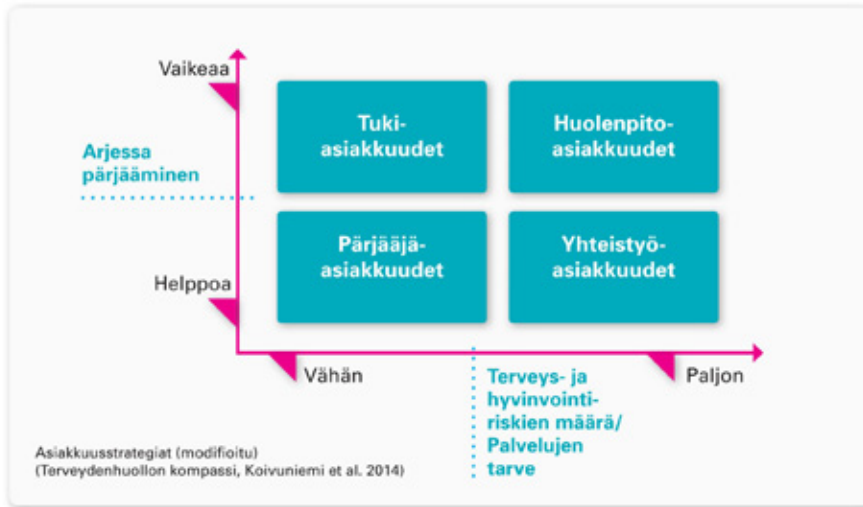 Vaikeaa
Tuki-
asiakkuudet
Huolenpito-
asiakkuudet
Arjessa
pärjääminen
Pärjääjä-
asiakkuudet
Yhteistyö-
asiakkuudet
Helppoa
Vähän
Terveys- ja
hyvinvointi-
riskien määrä/
Palvelujen
tarve
Paljon
Asiakkuusstrategiat (modifioitu)
(Terveydenhuollon kompassi, Koivuniemi et al. 2014)